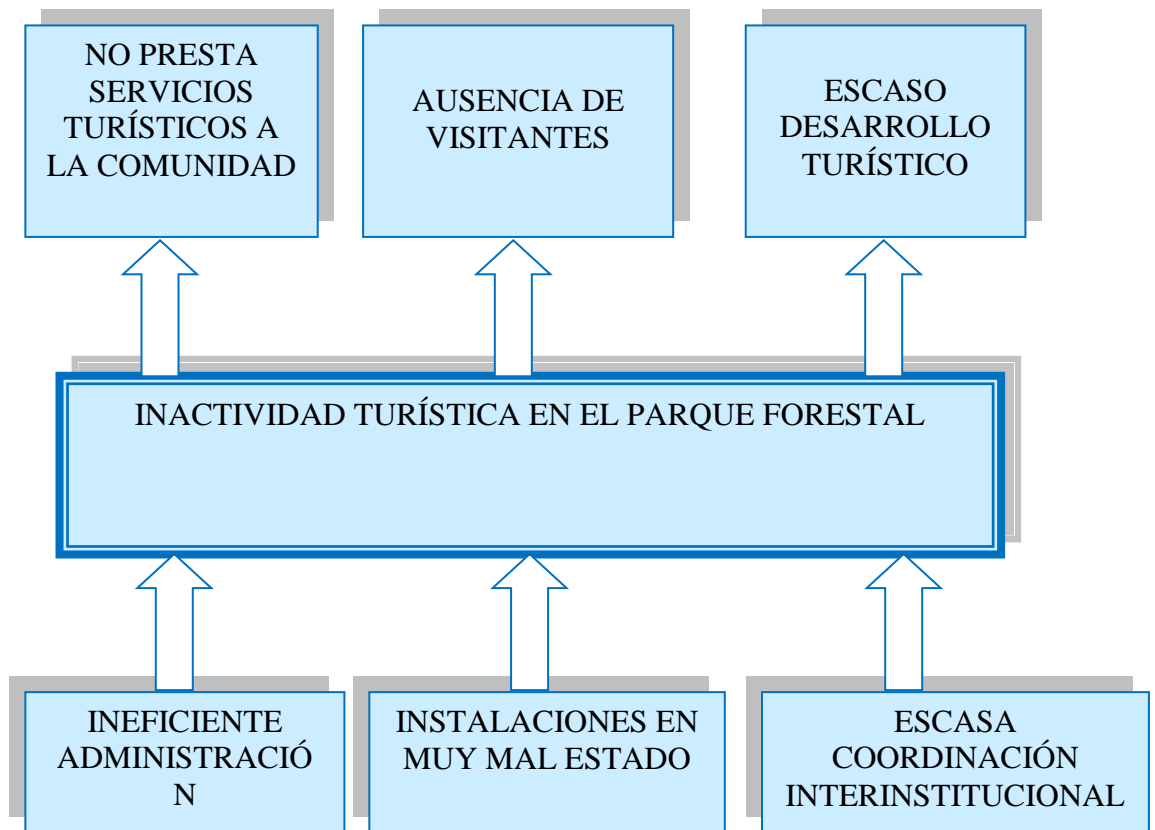 NO PRESTA
SERVICIOS
TURÍSTICOS A
LA COMUNIDAD
AUSENCIA DE
VISITANTES
ESCASO
DESARROLLO
TURÍSTICO
INACTIVIDAD TURÍSTICA EN EL PARQUE FORESTAL
INEFICIENTE
ADMINISTRACIÓ
N
INSTALACIONES EN
MUY MAL ESTADO
ESCASA
COORDINACIÓN
INTERINSTITUCIONAL